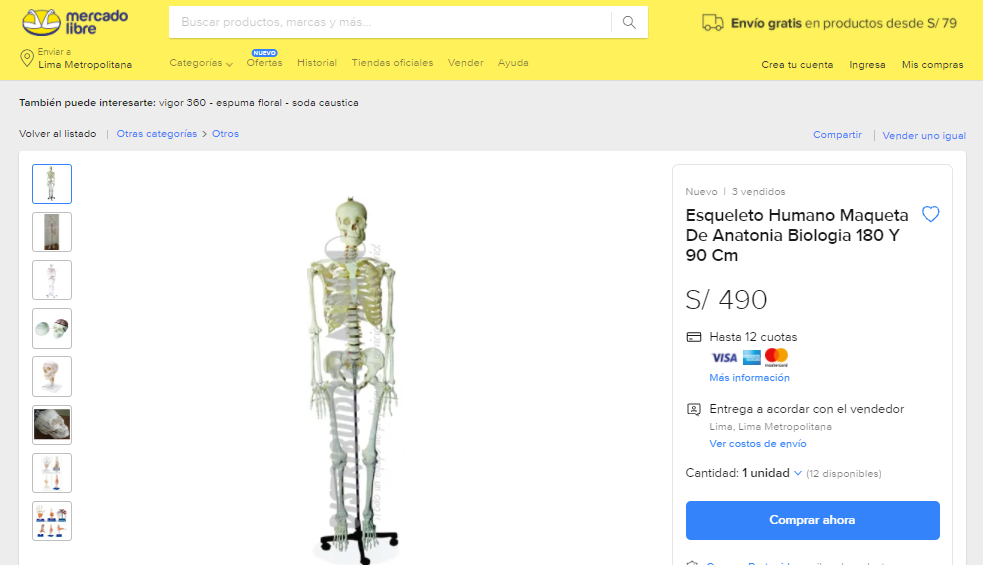 mercado
libre
Buscar productos, marcas y más...
Envío gratis en productos desde S/ 79
Enviar a
Lima Metropolitana
Categorías
NUEVO
Ofertas
Historial
Tiendas oficiales
Vender
Ayuda
Crea tu cuenta
Ingresa
Mis compras
También puede interesarte: vigor 360 - espuma floral - soda caustica
Volver al listado | Otras categorías > Otros
Compartir | Vender uno igual
Nuevo | 3 vendidos
Esqueleto Humano Maqueta
De Anatonia Biologia 180 Y
90 Cm
S/ 490
Hasta 12 cuotas
VISA
mastercard
Más información
Entrega a acordar con el vendedor
Lima, Lima Metropolitana
Ver costos de envío
Cantidad: 1 unidad (12 disponibles)
Comprar ahora